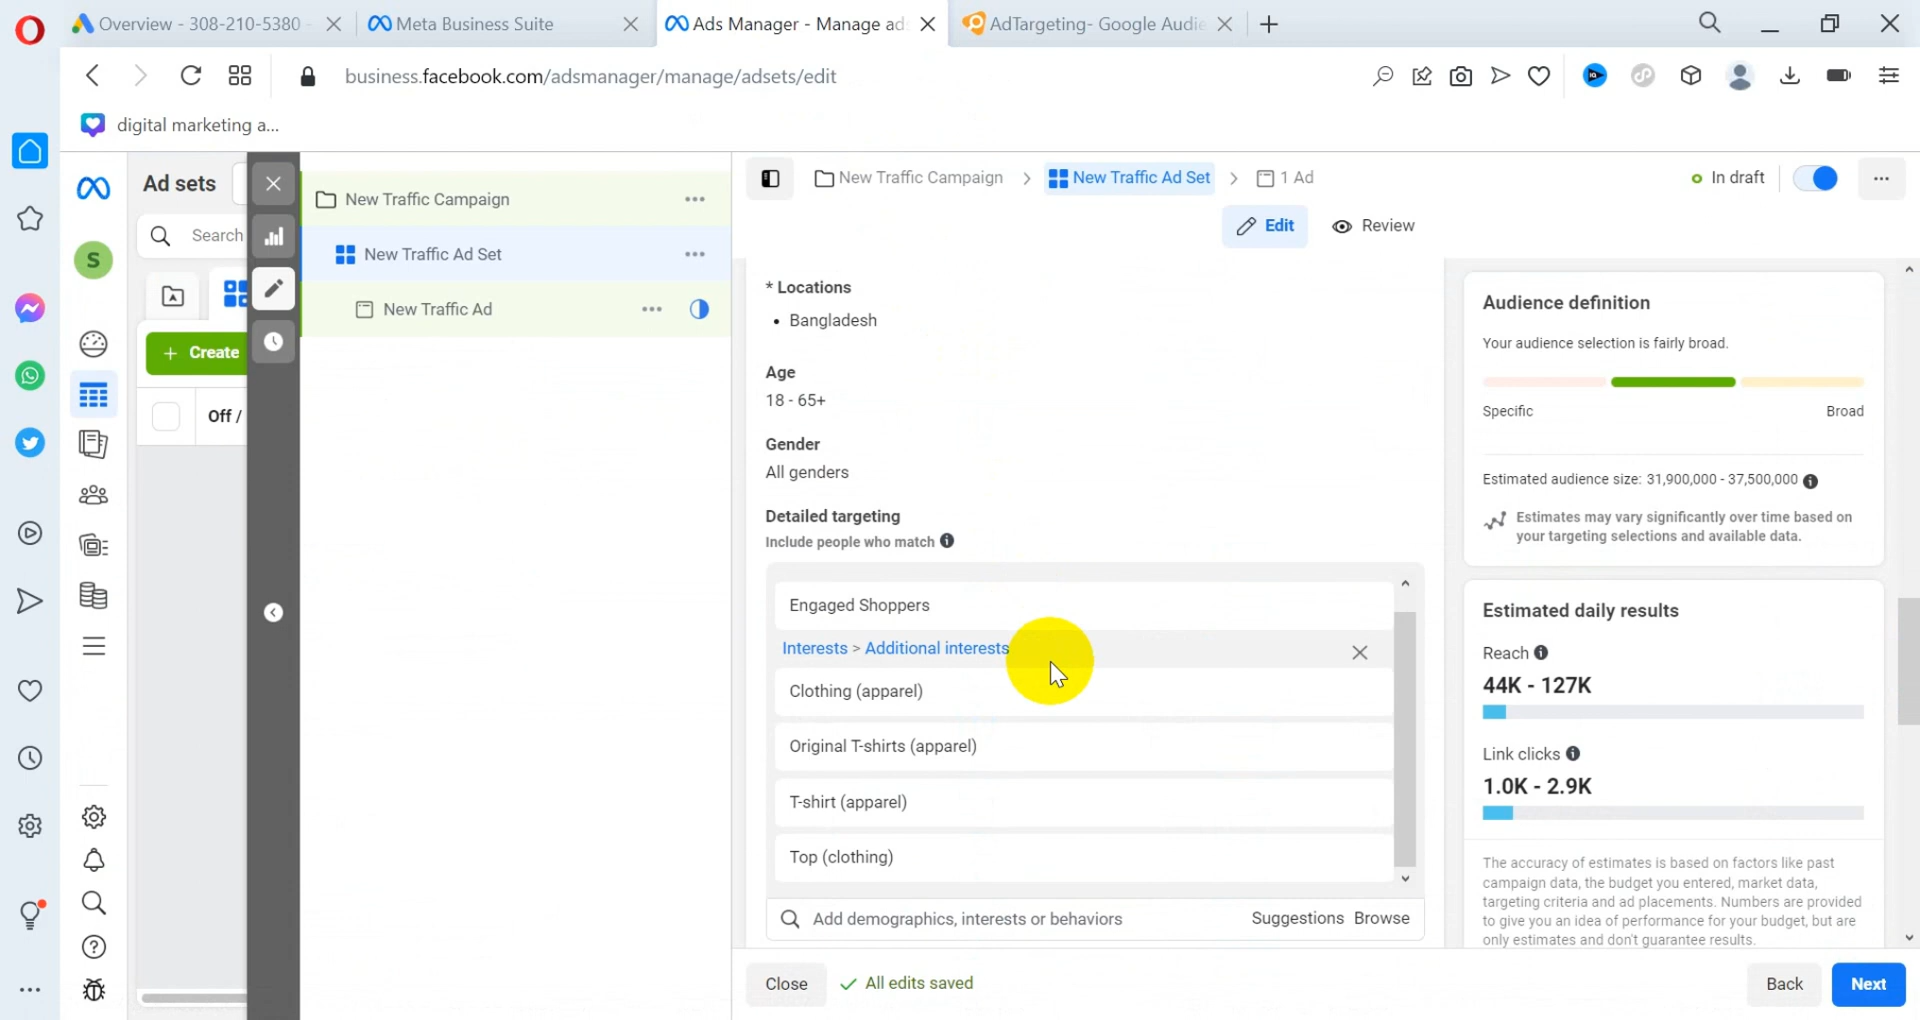 Overview - 308-210-5380 -
Meta Business Suite
Ads Manager - Manage ads
AdTargeting- Google Audie
business.facebook.com/adsmanager/manage/adsets/edit
digital marketing a...
Ad sets
Search
S
+ Create
Off /
New Traffic Campaign
New Traffic Ad Set
New Traffic Ad
New Traffic Campaign > New Traffic Ad Set > 1 Ad
In draft
Edit
Review
* Locations
• Bangladesh
Age
18 - 65+
Gender
All genders
Detailed targeting
Include people who match
Engaged Shoppers
Interests > Additional interests
Clothing (apparel)
Original T-shirts (apparel)
T-shirt (apparel)
Top (clothing)
Add demographics, interests or behaviors
Suggestions Browse
Audience definition
Your audience selection is fairly broad.
Specific
Broad
Estimated audience size: 31,900,000 - 37,500,000
Estimates may vary significantly over time based on
your targeting selections and available data.
Estimated daily results
Reach
44K - 127K
Link clicks
1.0K - 2.9K
The accuracy of estimates is based on factors like past
campaign data, the budget you entered, market data,
targeting criteria and ad placements. Numbers are provided
to give you an idea of performance for your budget, but are
only estimates and don't guarantee results.
Close
All edits saved
Back
Next